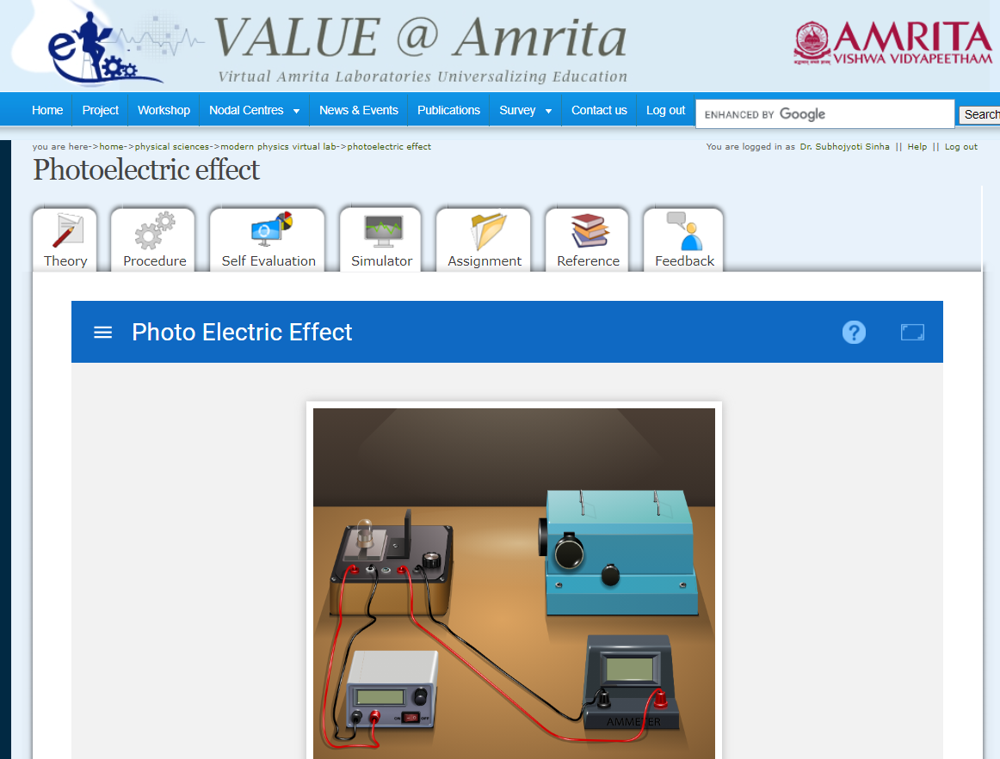 e
VALUE @ Amrita
Virtual Amrita Laboratories Universalizing Education
AMRITA
VISHWA VIDYAPEETHAM
Home Project Workshop Nodal Centres News & Events Publications Survey Contact us Log out ENHANCED BY Google Search
you are here->home->physical sciences->modern physics virtual lab->photoelectric effect
You are logged in as Dr. Subhojyoti Sinha || Help || Log out
Photoelectric effect
Theory Procedure Self Evaluation Simulator Assignment Reference Feedback
Photo Electric Effect ?
ON OFF
AMMETER